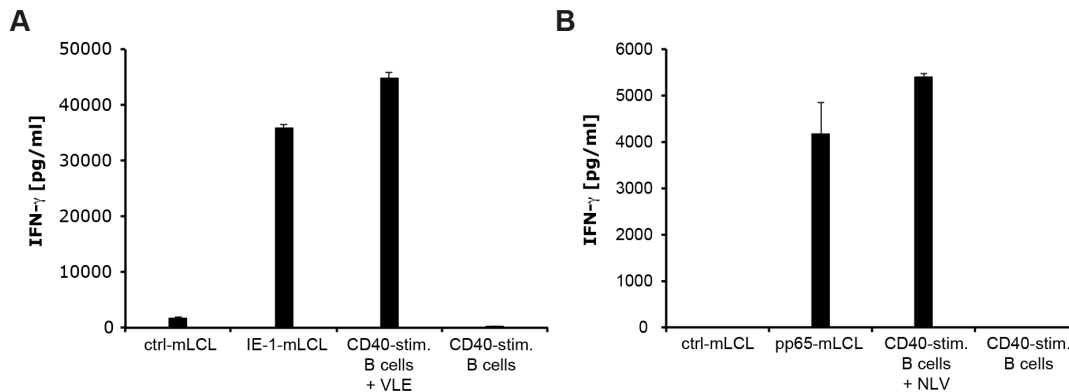 A
IFN-γ [pg/ml]
50000
40000
30000
20000
10000
0
ctrl-mLCL
IE-1-mLCL
CD40-stim.
B cells
+ VLE
CD40-stim.
B cells
B
IFN-γ [pg/ml]
6000
5000
4000
3000
2000
1000
0
ctrl-mLCL
pp65-mLCL
CD40-stim.
B cells
+ NLV
CD40-stim.
B cells